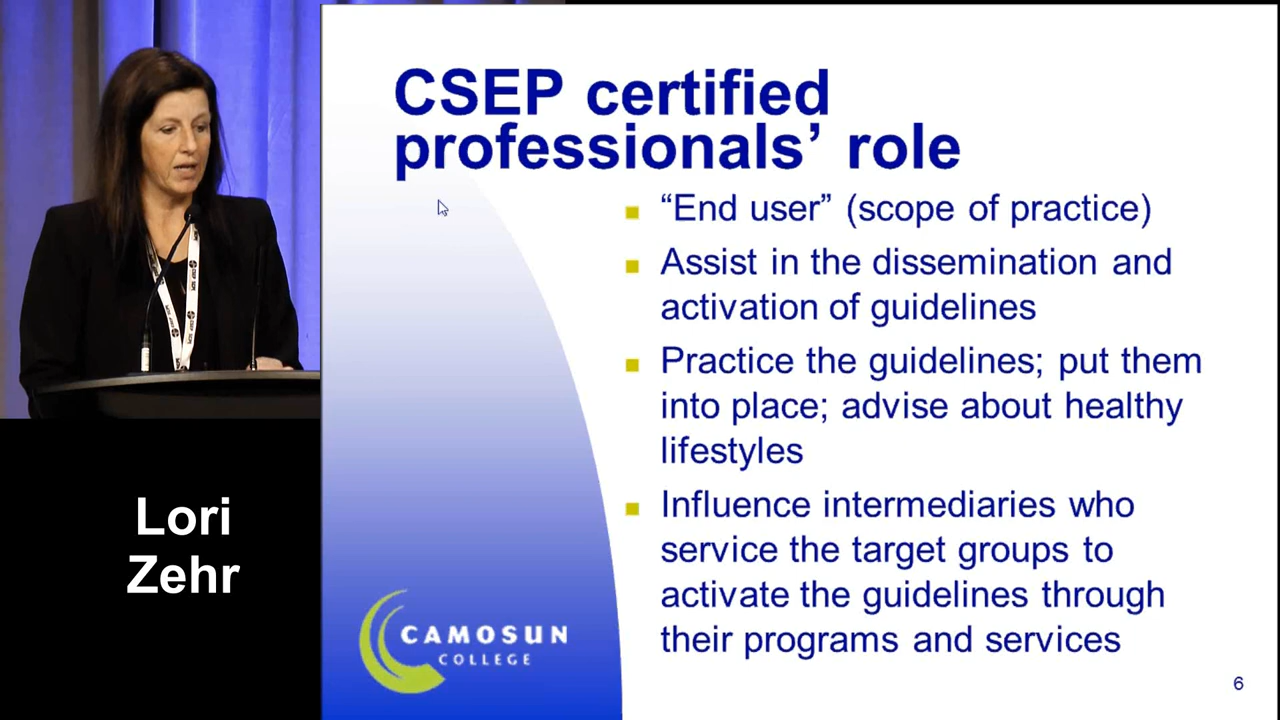 CSEP certified
professionals’ role
“End user” (scope of practice)
Assist in the dissemination and
activation of guidelines
Practice the guidelines; put them
into place; advise about healthy
lifestyles
Influence intermediaries who
service the target groups to
activate the guidelines through
their programs and services
Lori
Zehr
CAMOSUN
COLLEGE
6